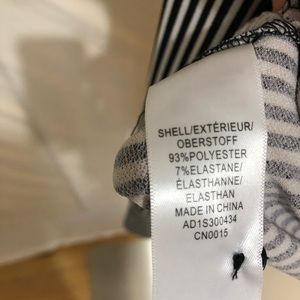 SHELL/EXTÉRIEUR/
OBERSTOFF
93%POLYESTER
7%ELASTANE/
ÉLASTHANNE/
ELASTHAN
MADE IN CHINA
AD1S300434
CN0015